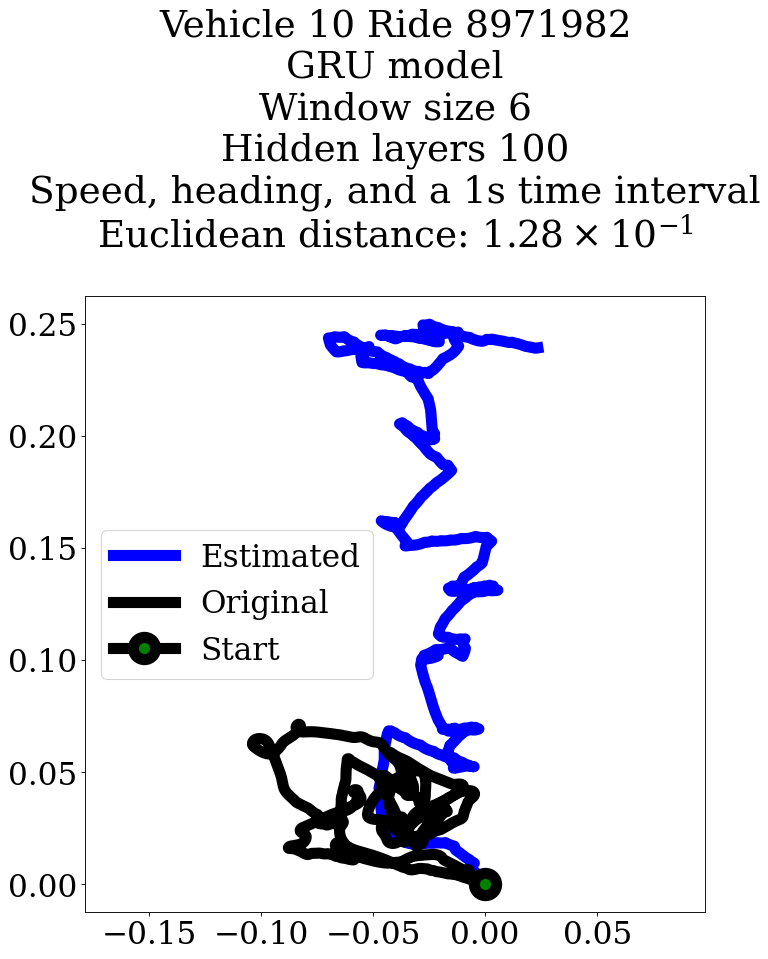 Vehicle 10 Ride 8971982
GRU model
Window size 6
Hidden layers 100
Speed, heading, and a 1s time interval
Euclidean distance: 1.28 × 10⁻¹
0.25
0.20
0.15
0.10
0.05
0.00
Estimated
Original
Start
−0.15 −0.10 −0.05 0.00 0.05